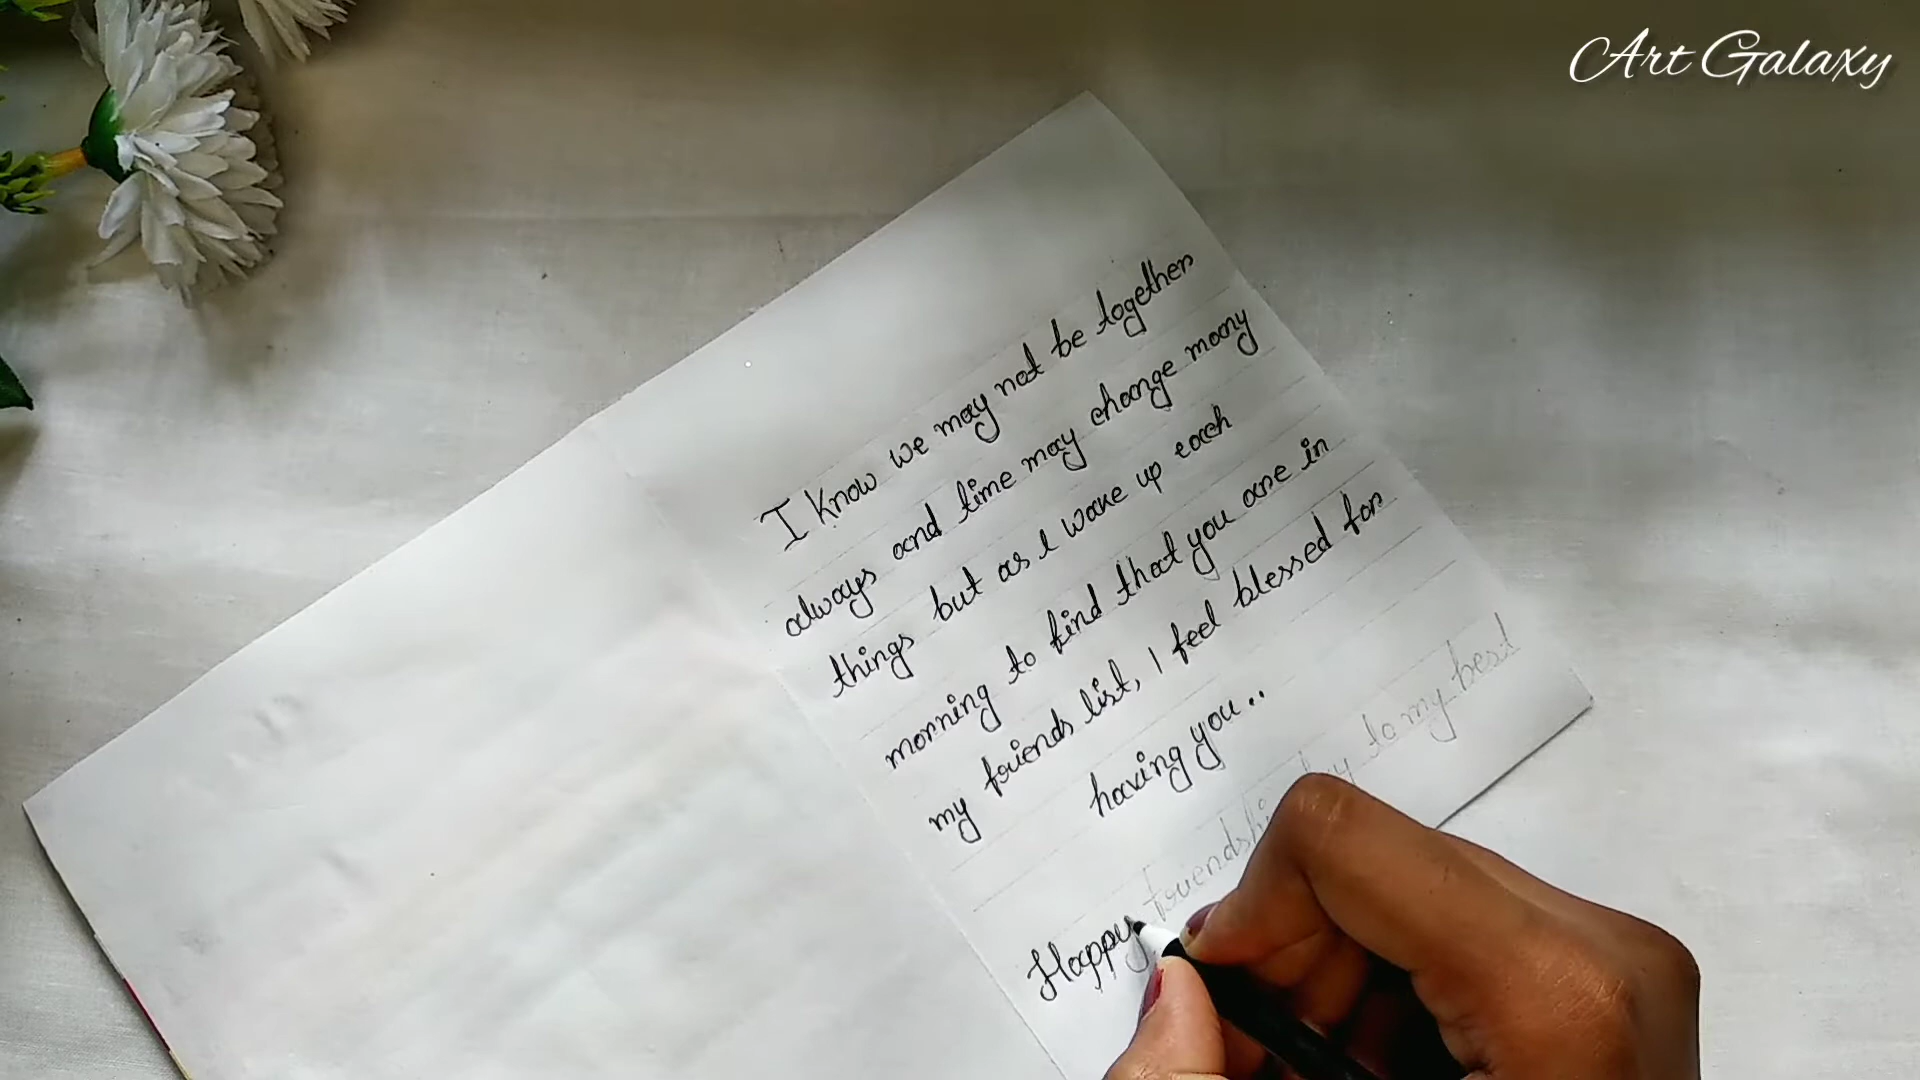 Art Galaxy
I know we may not be together
always and time may change many
things but as I wake up each
morning to find that you are in
my friends list, I feel blessed for
having you..
Happy friendship day to my best